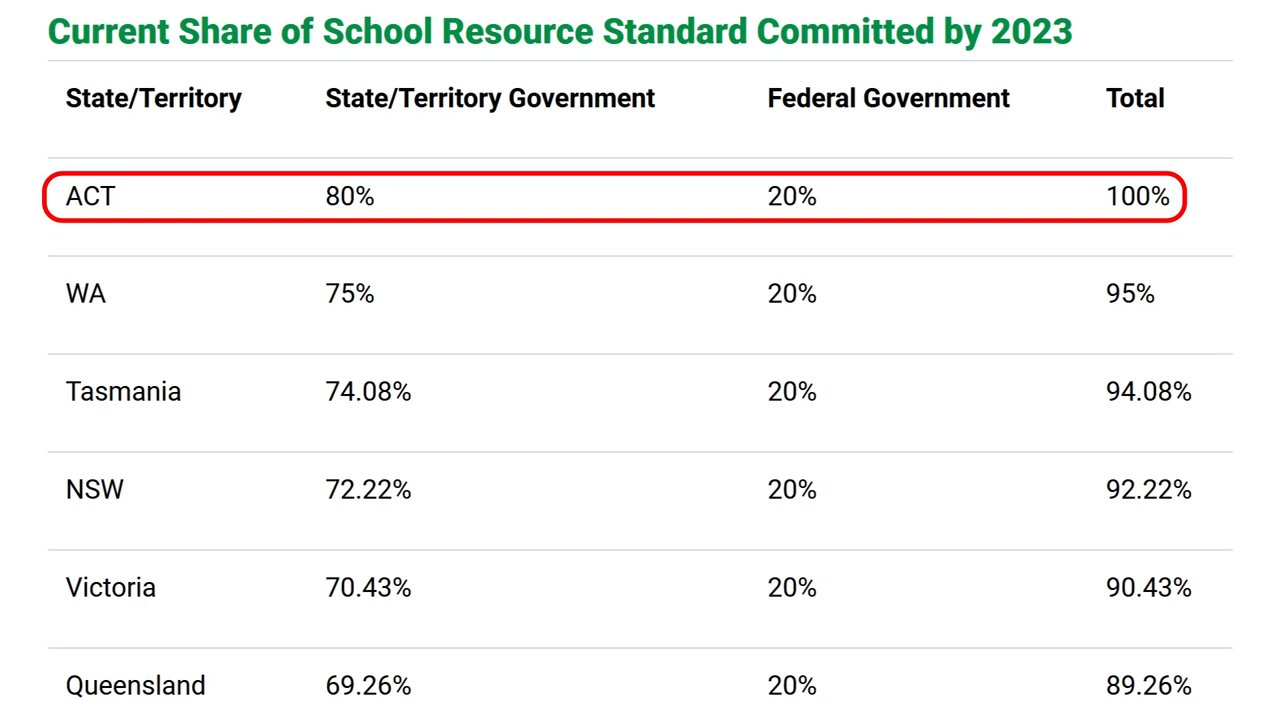 Current Share of School Resource Standard Committed by 2023
State/Territory State/Territory Government Federal Government Total
ACT 80% 20% 100%
WA 75% 20% 95%
Tasmania 74.08% 20% 94.08%
NSW 72.22% 20% 92.22%
Victoria 70.43% 20% 90.43%
Queensland 69.26% 20% 89.26%